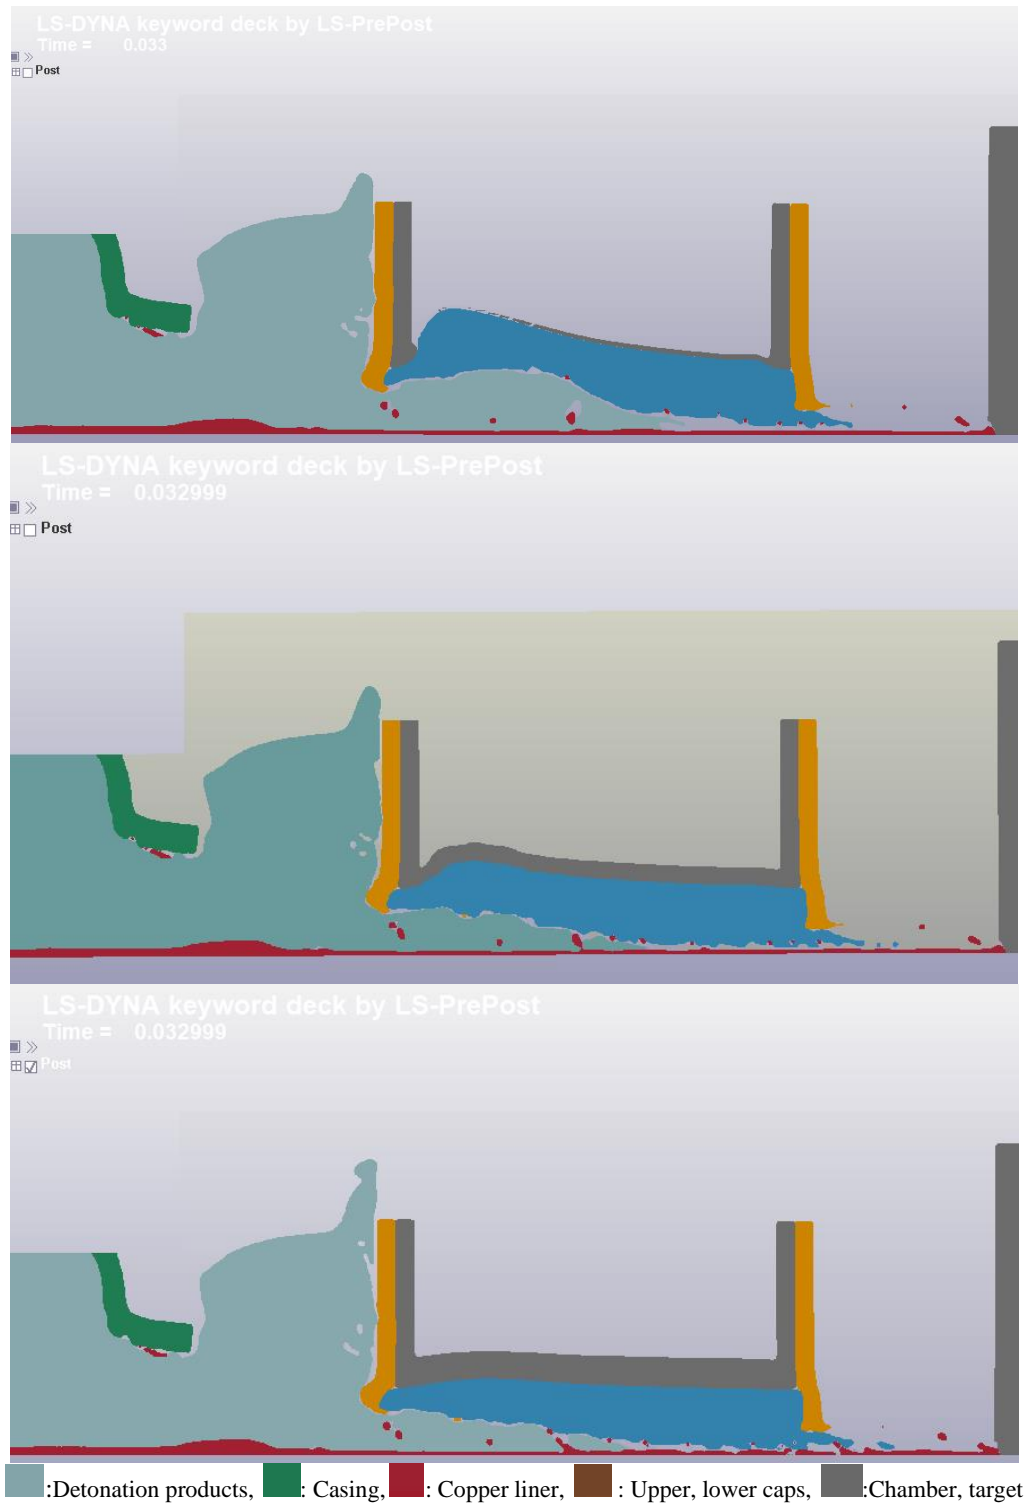 LS-DYNA keyword deck by LS-PrePost
Time = 0.033
Post
LS-DYNA keyword deck by LS-PrePost
Time = 0.032999
Post
LS-DYNA keyword deck by LS-PrePost
Time = 0.032999
Post
:Detonation products, : Casing, : Copper liner, : Upper, lower caps, :Chamber, target